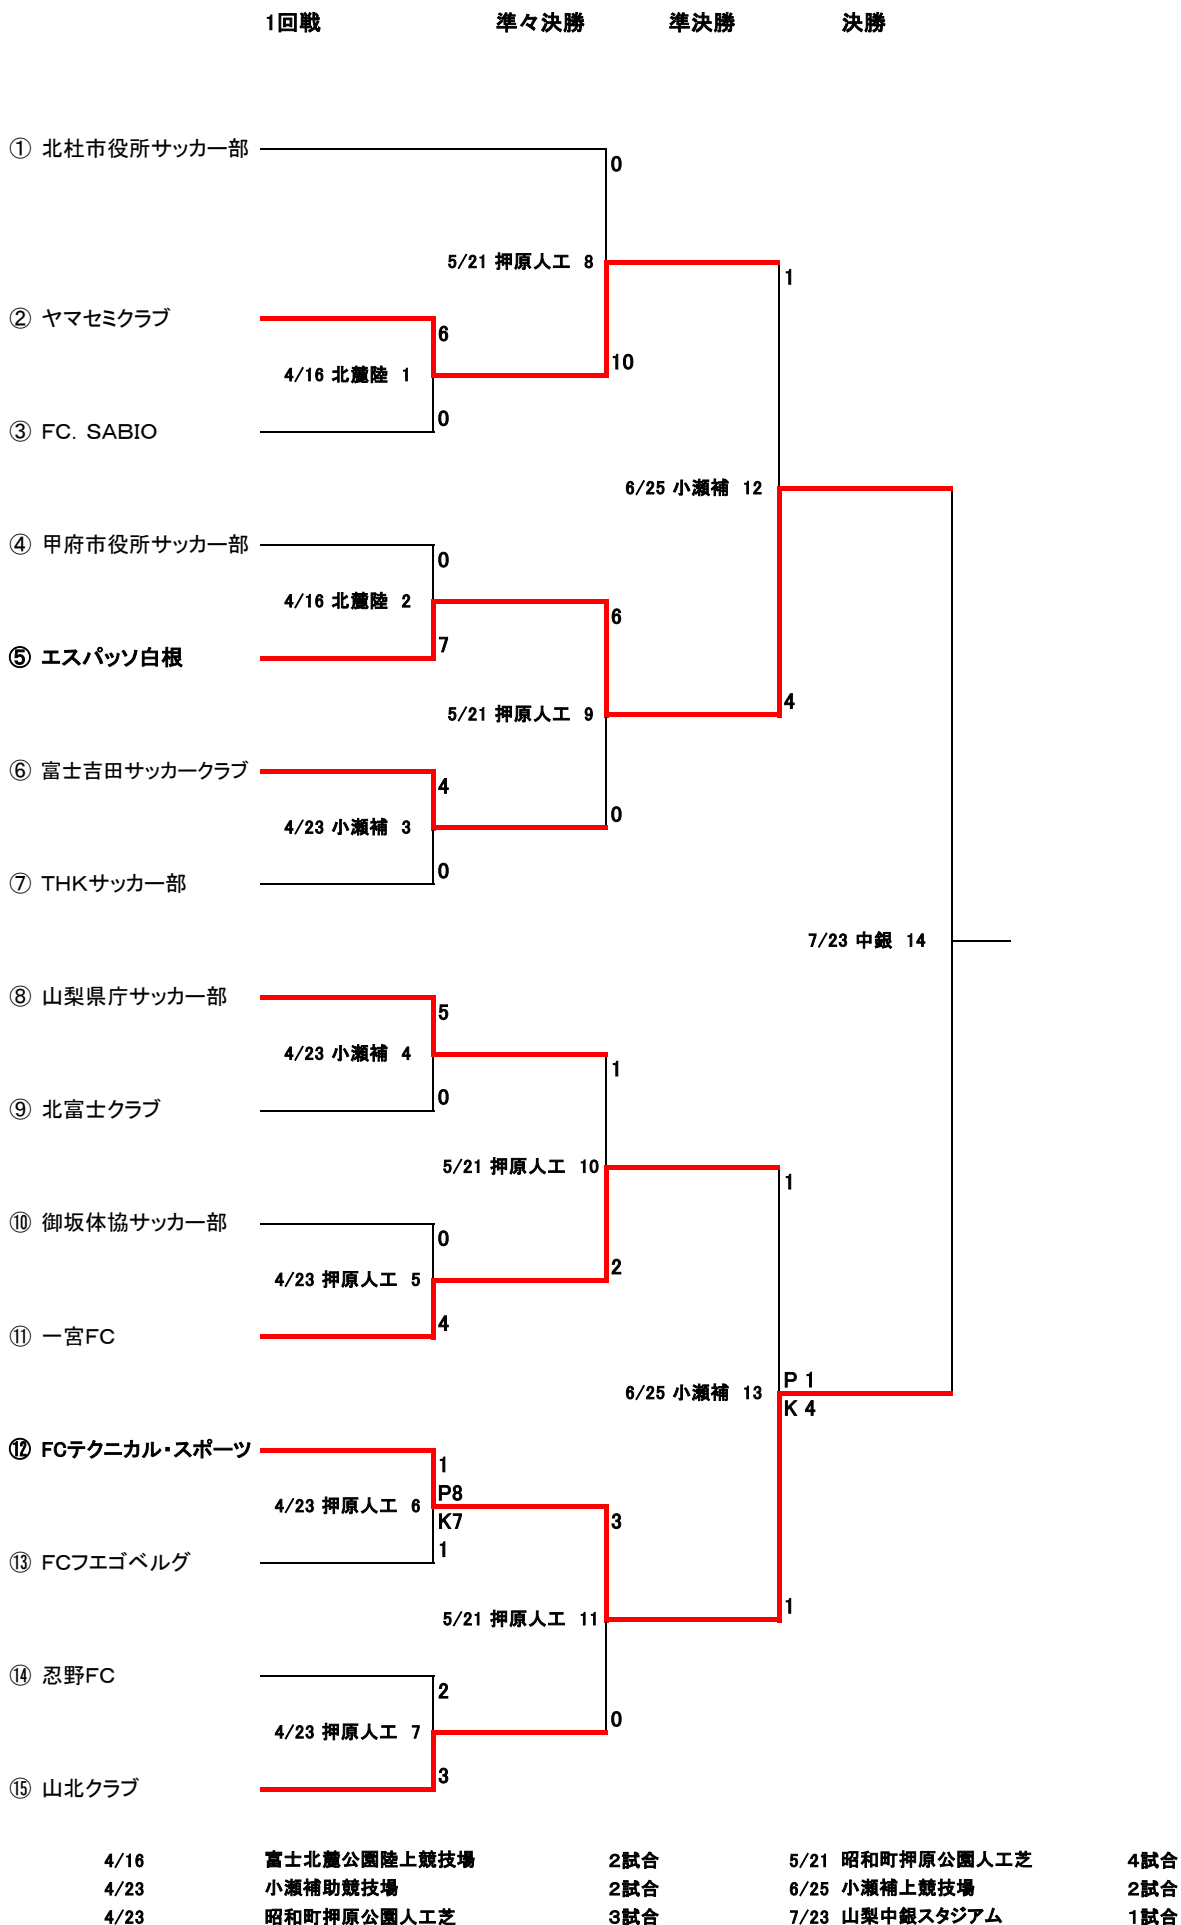 1回戦 準々決勝 準決勝 決勝
① 北杜市役所サッカー部
0
5/21 押原人工 8
1
② ヤマセミクラブ
6
10
4/16 北麓陸 1
0
③ FC. SABIO
6/25 小瀬補 12
④ 甲府市役所サッカー部
0
4/16 北麓陸 2
6
7
⑤ エスパッソ白根
4
5/21 押原人工 9
⑥ 富士吉田サッカークラブ
4
0
4/23 小瀬補 3
0
⑦ THKサッカー部
7/23 中銀 14
⑧ 山梨県庁サッカー部
5
4/23 小瀬補 4
1
0
⑨ 北富士クラブ
5/21 押原人工 10
1
⑩ 御坂体協サッカー部
0
2
4/23 押原人工 5
4
⑪ 一宮FC
P 1
6/25 小瀬補 13
K 4
⑫ FCテクニカル・スポーツ
1
P8
4/23 押原人工 6
K7
3
1
⑬ FCフエゴベルグ
1
5/21 押原人工 11
⑭ 忍野FC
2
0
4/23 押原人工 7
3
⑮ 山北クラブ
4/16 富士北麓公園陸上競技場 2試合 5/21 昭和町押原公園人工芝 4試合
4/23 小瀬補助競技場 2試合 6/25 小瀬補上競技場 2試合
4/23 昭和町押原公園人工芝 3試合 7/23 山梨中銀スタジアム 1試合